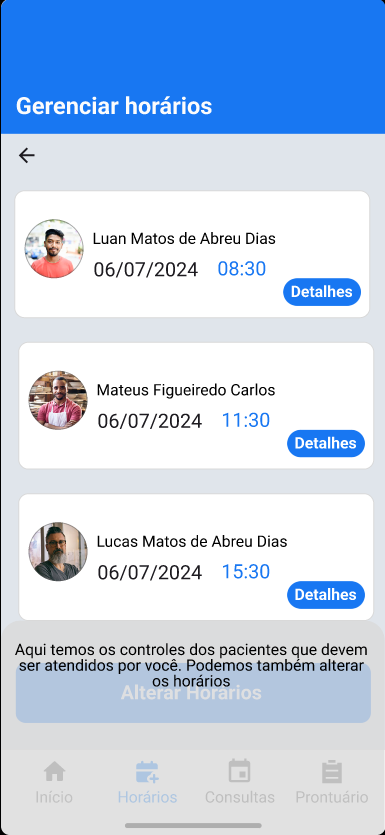 Gerenciar horários
Luan Matos de Abreu Dias
06/07/2024 08:30
Detalhes
Mateus Figueiredo Carlos
06/07/2024 11:30
Detalhes
Lucas Matos de Abreu Dias
06/07/2024 15:30
Detalhes
Aqui temos os controles dos pacientes que devem
ser atendidos por você. Podemos também alterar
os horários
Alterar Horários
Início Horários Consultas Prontuário